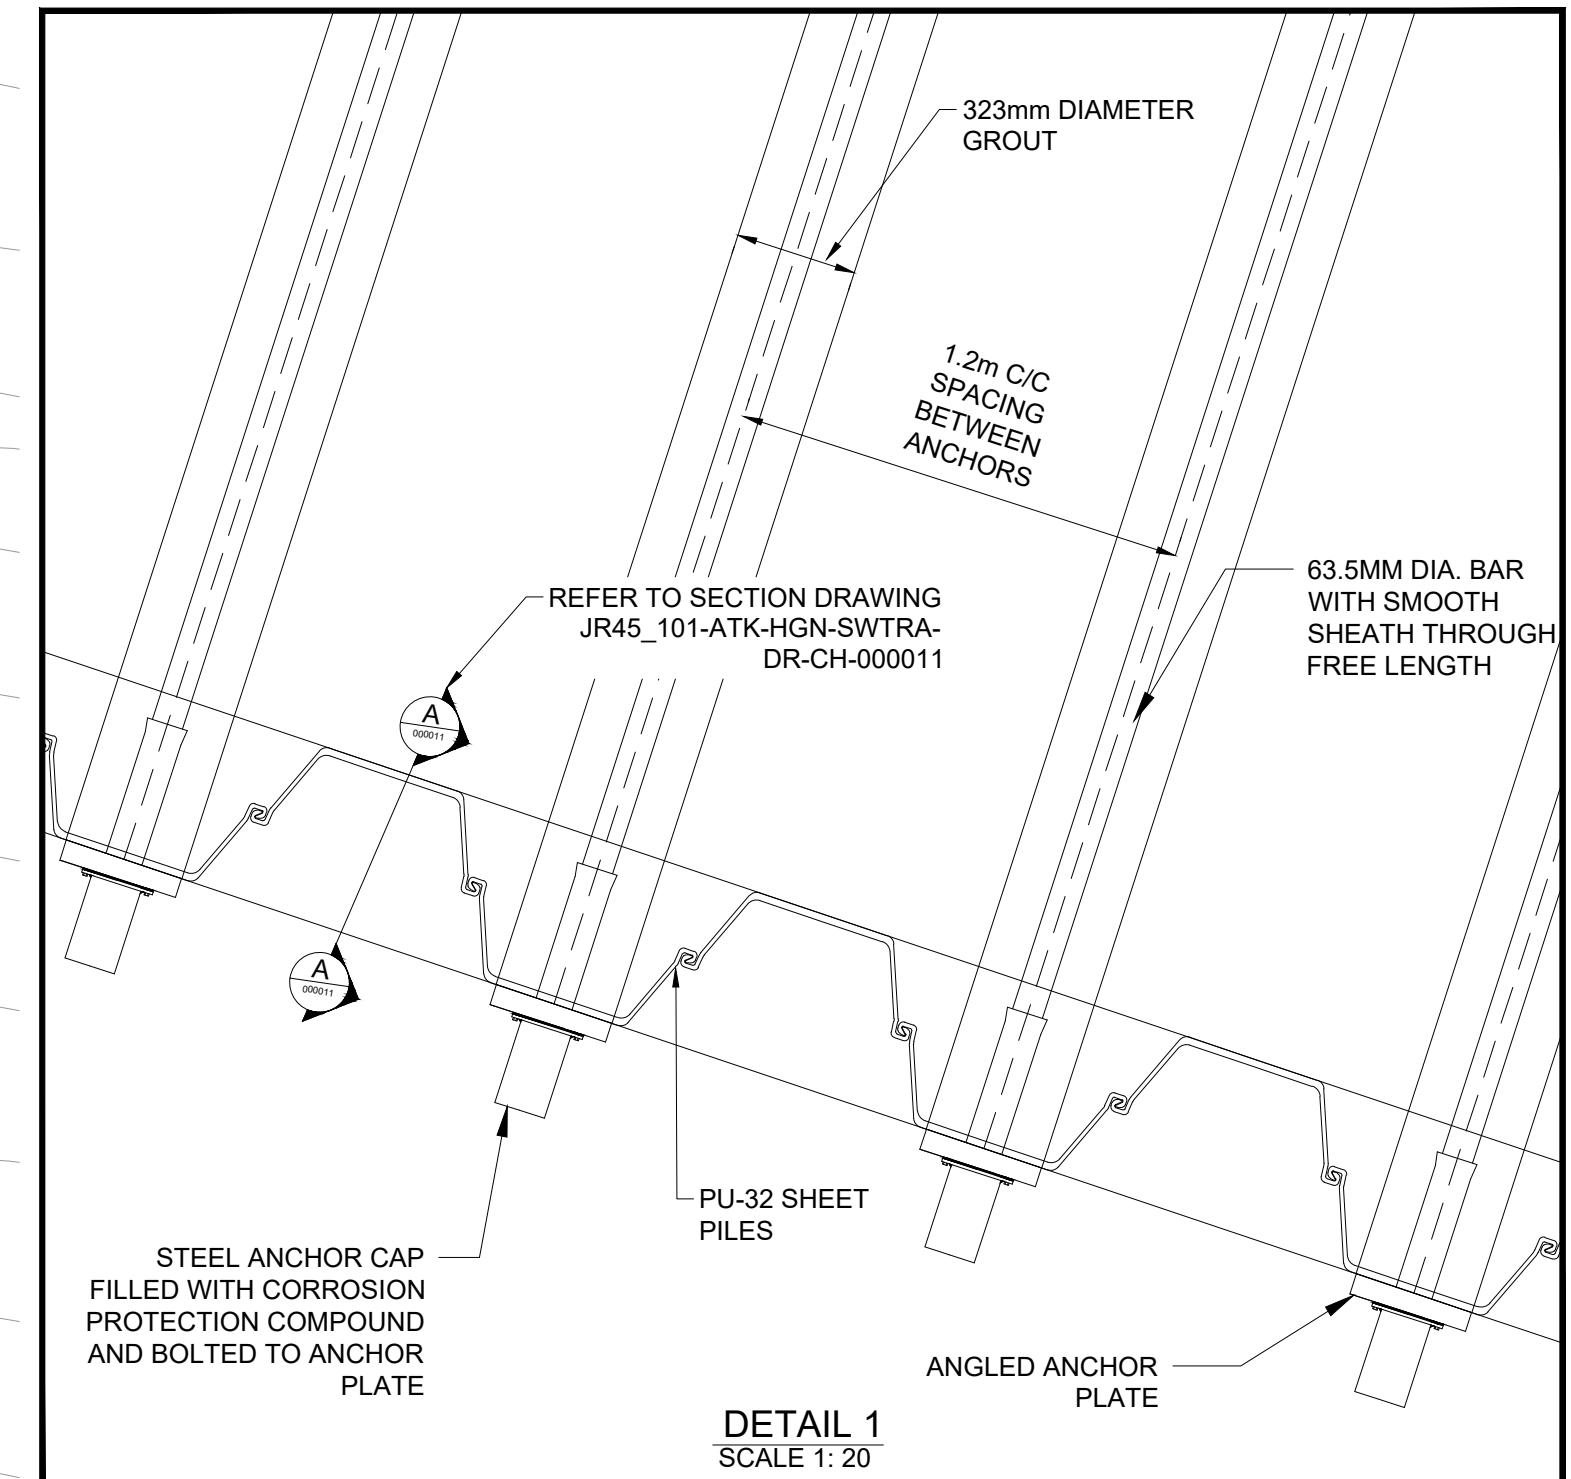 323mm DIAMETER
GROUT
1.2m C/C
SPACING
BETWEEN
ANCHORS
63.5MM DIA. BAR
WITH SMOOTH
SHEATH THROUGH
FREE LENGTH
REFER TO SECTION DRAWING
JR45_101-ATK-HGN-SWTRA-
DR-CH-000011
A
000011
A
000011
PU-32 SHEET
PILES
STEEL ANCHOR CAP
FILLED WITH CORROSION
PROTECTION COMPOUND
AND BOLTED TO ANCHOR
PLATE
ANGLED ANCHOR
PLATE
DETAIL 1
SCALE 1: 20